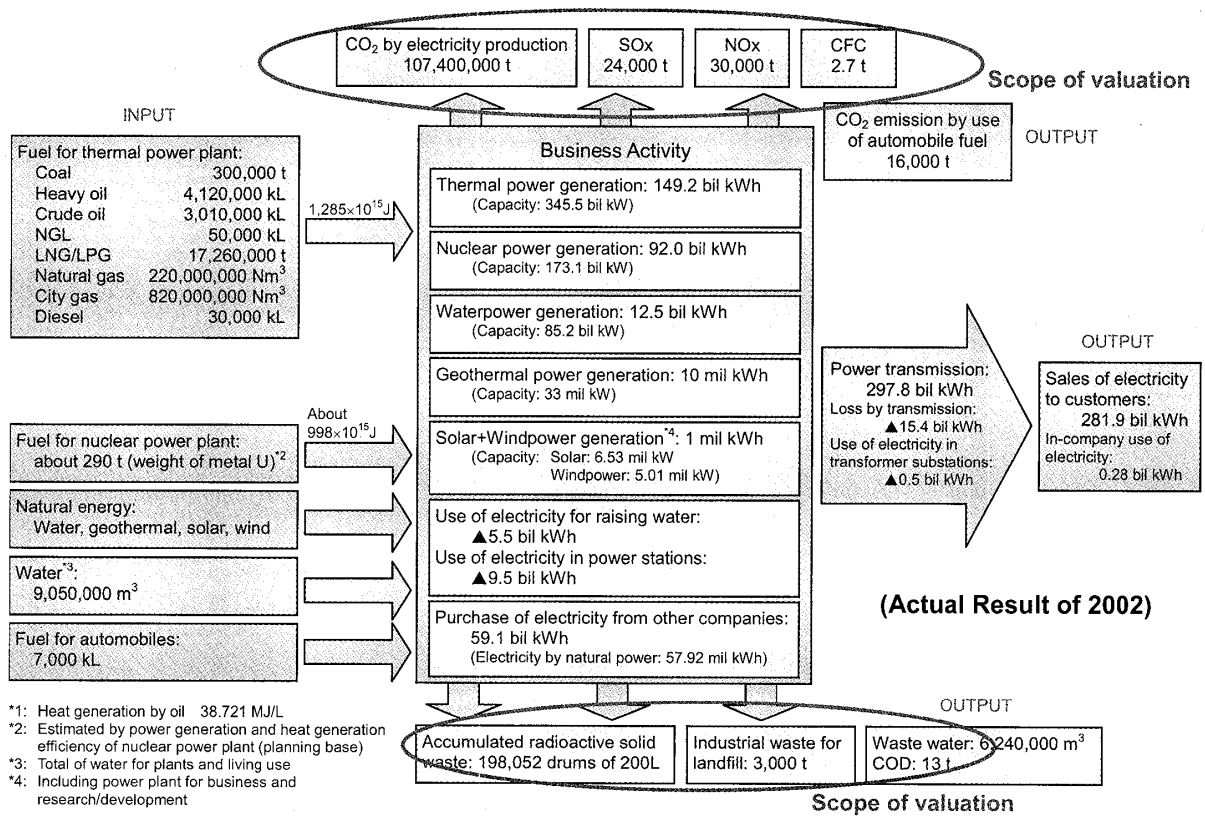 CO2 by electricity production
107,400,000 t
SOx
24,000 t
NOx
30,000 t
CFC
2.7 t
Scope of valuation
CO2 emission by use
of automobile fuel
16,000 t
OUTPUT
INPUT
Fuel for thermal power plant:
Coal 300,000 t
Heavy oil 4,120,000 kL
Crude oil 3,010,000 kL
NGL 50,000 kL
LNG/LPG 17,260,000 t
Natural gas 220,000,000 Nm3
City gas 820,000,000 Nm3
Diesel 30,000 kL
1,285×10^15J
Fuel for nuclear power plant:
about 290 t (weight of metal U)*2
About
998×10^15J
Natural energy:
Water, geothermal, solar, wind
Water*3:
9,050,000 m3
Fuel for automobiles:
7,000 kL
Business Activity
Thermal power generation: 149.2 bil kWh
(Capacity: 345.5 bil kW)
Nuclear power generation: 92.0 bil kWh
(Capacity: 173.1 bil kW)
Waterpower generation: 12.5 bil kWh
(Capacity: 85.2 bil kW)
Geothermal power generation: 10 mil kWh
(Capacity: 33 mil kW)
Solar+Windpower generation*4: 1 mil kWh
(Capacity: Solar: 6.53 mil kW
Windpower: 5.01 mil kW)
Use of electricity for raising water:
▲5.5 bil kWh
Use of electricity in power stations:
▲9.5 bil kWh
Purchase of electricity from other companies:
59.1 bil kWh
(Electricity by natural power: 57.92 mil kWh)
Power transmission:
297.8 bil kWh
Loss by transmission:
▲15.4 bil kWh
Use of electricity in
transformer substations:
▲0.5 bil kWh
OUTPUT
Sales of electricity
to customers:
281.9 bil kWh
In-company use of
electricity:
0.28 bil kWh
(Actual Result of 2002)
*1: Heat generation by oil 38.721 MJ/L
*2: Estimated by power generation and heat generation
efficiency of nuclear power plant (planning base)
*3: Total of water for plants and living use
*4: Including power plant for business and
research/development
OUTPUT
Accumulated radioactive solid
waste: 198,052 drums of 200L
Industrial waste for
landfill: 3,000 t
Waste water: 6,240,000 m3
COD: 13 t
Scope of valuation